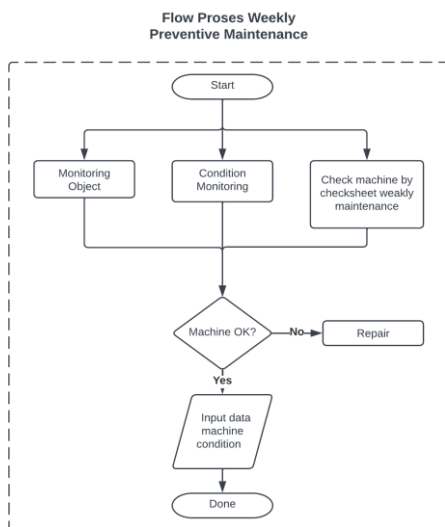 Flow Proses Weekly
Preventive Maintenance
Start
Monitoring
Object
Condition
Monitoring
Check machine by
checksheet weakly
maintenance
Machine OK?
No
Repair
Yes
Input data
machine
condition
Done